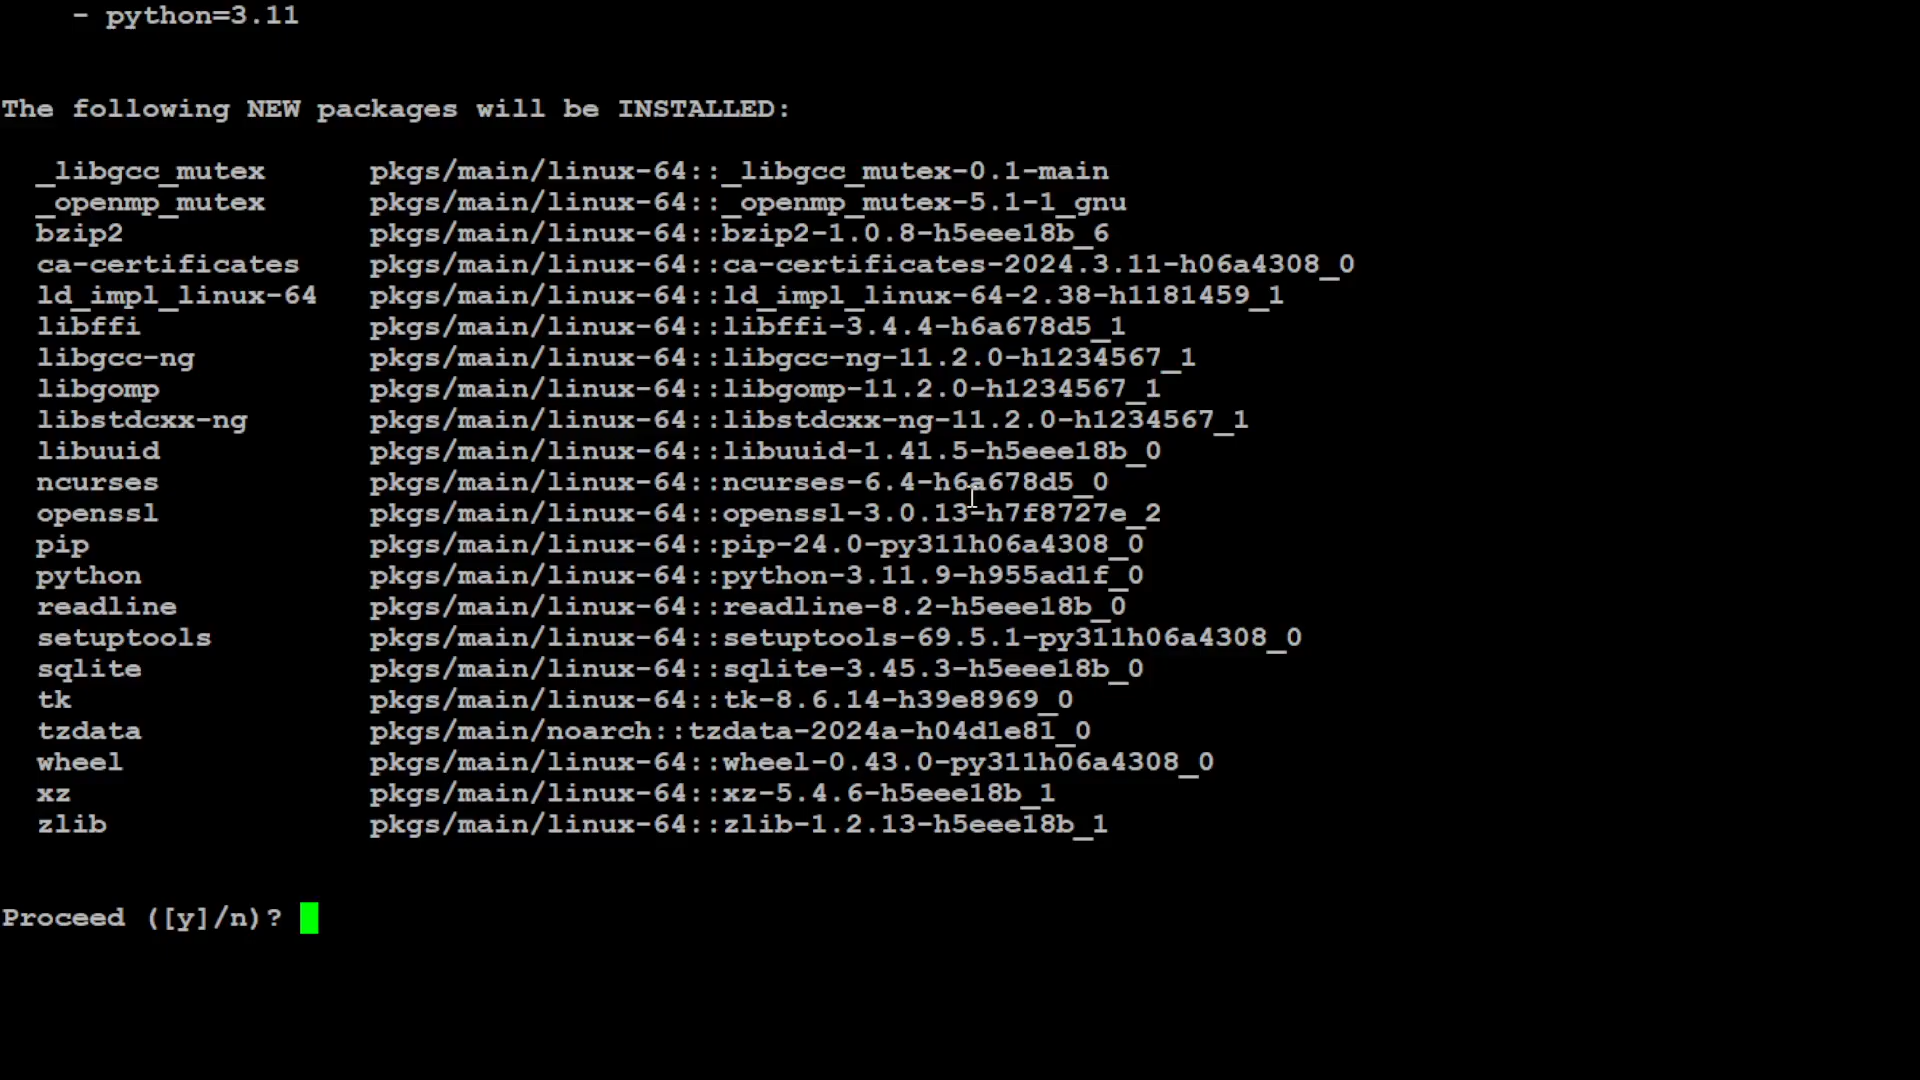 - python=3.11
The following NEW packages will be INSTALLED:
_libgcc_mutex pkgs/main/linux-64::_libgcc_mutex-0.1-main
_openmp_mutex pkgs/main/linux-64::_openmp_mutex-5.1-1_gnu
bzip2 pkgs/main/linux-64::bzip2-1.0.8-h5eee18b_6
ca-certificates pkgs/main/linux-64::ca-certificates-2024.3.11-h06a4308_0
ld_impl_linux-64 pkgs/main/linux-64::ld_impl_linux-64-2.38-h1181459_1
libffi pkgs/main/linux-64::libffi-3.4.4-h6a678d5_1
libgcc-ng pkgs/main/linux-64::libgcc-ng-11.2.0-h1234567_1
libgomp pkgs/main/linux-64::libgomp-11.2.0-h1234567_1
libstdcxx-ng pkgs/main/linux-64::libstdcxx-ng-11.2.0-h1234567_1
libuuid pkgs/main/linux-64::libuuid-1.41.5-h5eee18b_0
ncurses pkgs/main/linux-64::ncurses-6.4-h6a678d5_0
openssl pkgs/main/linux-64::openssl-3.0.13-h7f8727e_2
pip pkgs/main/linux-64::pip-24.0-py311h06a4308_0
python pkgs/main/linux-64::python-3.11.9-h955ad1f_0
readline pkgs/main/linux-64::readline-8.2-h5eee18b_0
setuptools pkgs/main/linux-64::setuptools-69.5.1-py311h06a4308_0
sqlite pkgs/main/linux-64::sqlite-3.45.3-h5eee18b_0
tk pkgs/main/linux-64::tk-8.6.14-h39e8969_0
tzdata pkgs/main/noarch::tzdata-2024a-h04d1e81_0
wheel pkgs/main/linux-64::wheel-0.43.0-py311h06a4308_0
xz pkgs/main/linux-64::xz-5.4.6-h5eee18b_1
zlib pkgs/main/linux-64::zlib-1.2.13-h5eee18b_1
Proceed ([y]/n)?